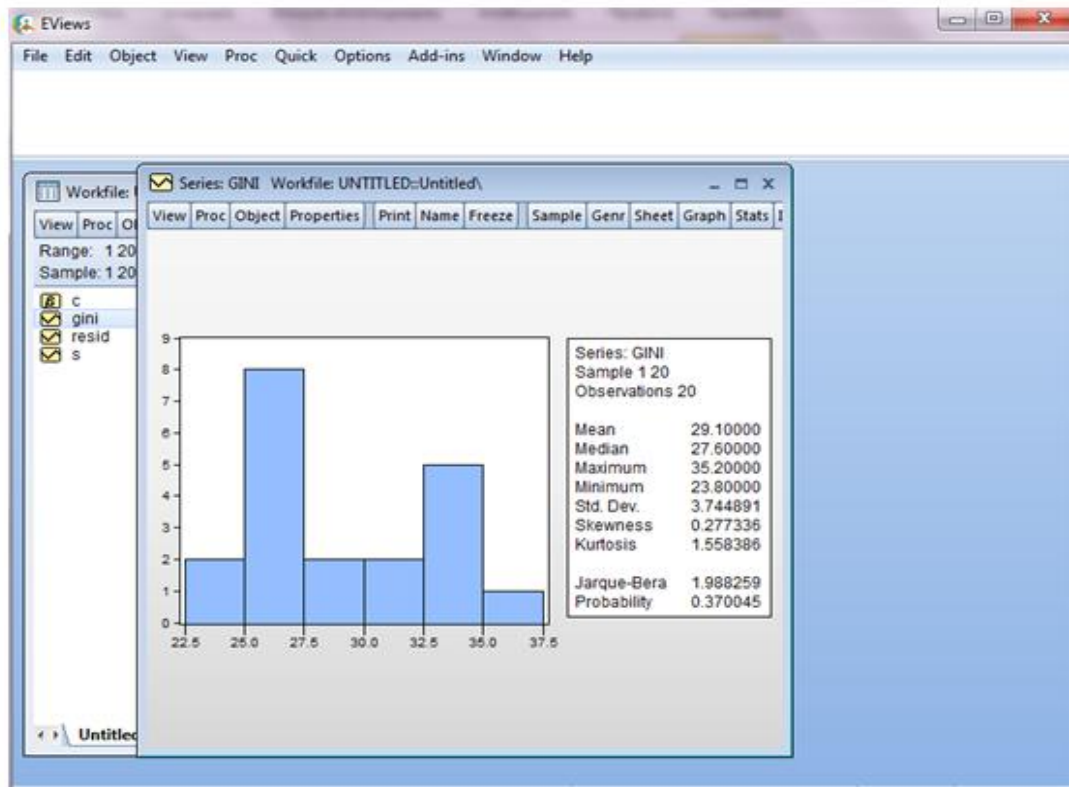 EViews
File Edit Object View Proc Quick Options Add-ins Window Help
Workfile:
View Proc
Range: 1 20
Sample: 1 20
c
gini
resid
s
Untitled
Series: GINI Workfile: UNTITLED::Untitled\
View Proc Object Properties Print Name Freeze Sample Genr Sheet Graph Stats
9
8
7
6
5
4
3
2
1
0
22.5 25.0 27.5 30.0 32.5 35.0 37.5
Series: GINI
Sample 1 20
Observations 20
Mean 29.10000
Median 27.60000
Maximum 35.20000
Minimum 23.80000
Std. Dev. 3.744891
Skewness 0.277336
Kurtosis 1.558386
Jarque-Bera 1.988259
Probability 0.370045